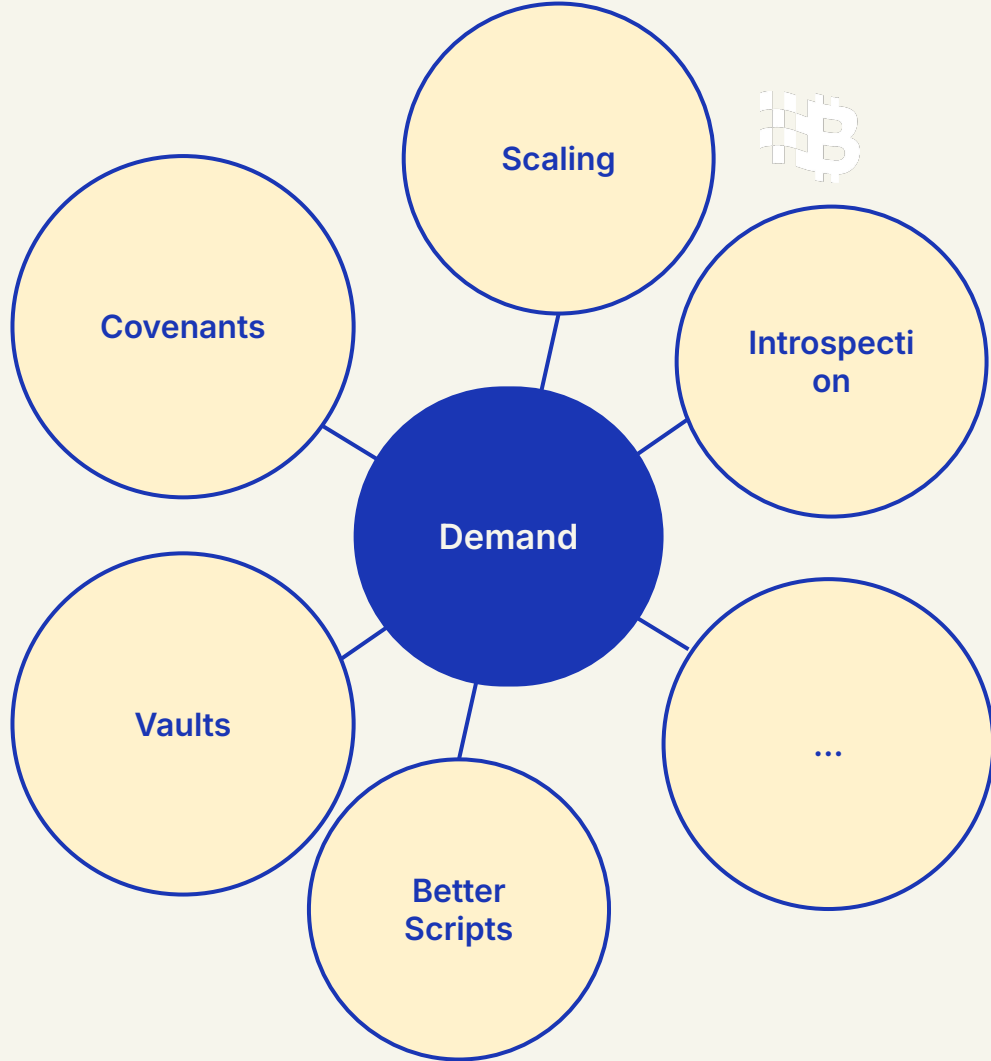 Scaling
Covenants
Introspecti
on
Demand
Vaults
...
Better
Scripts